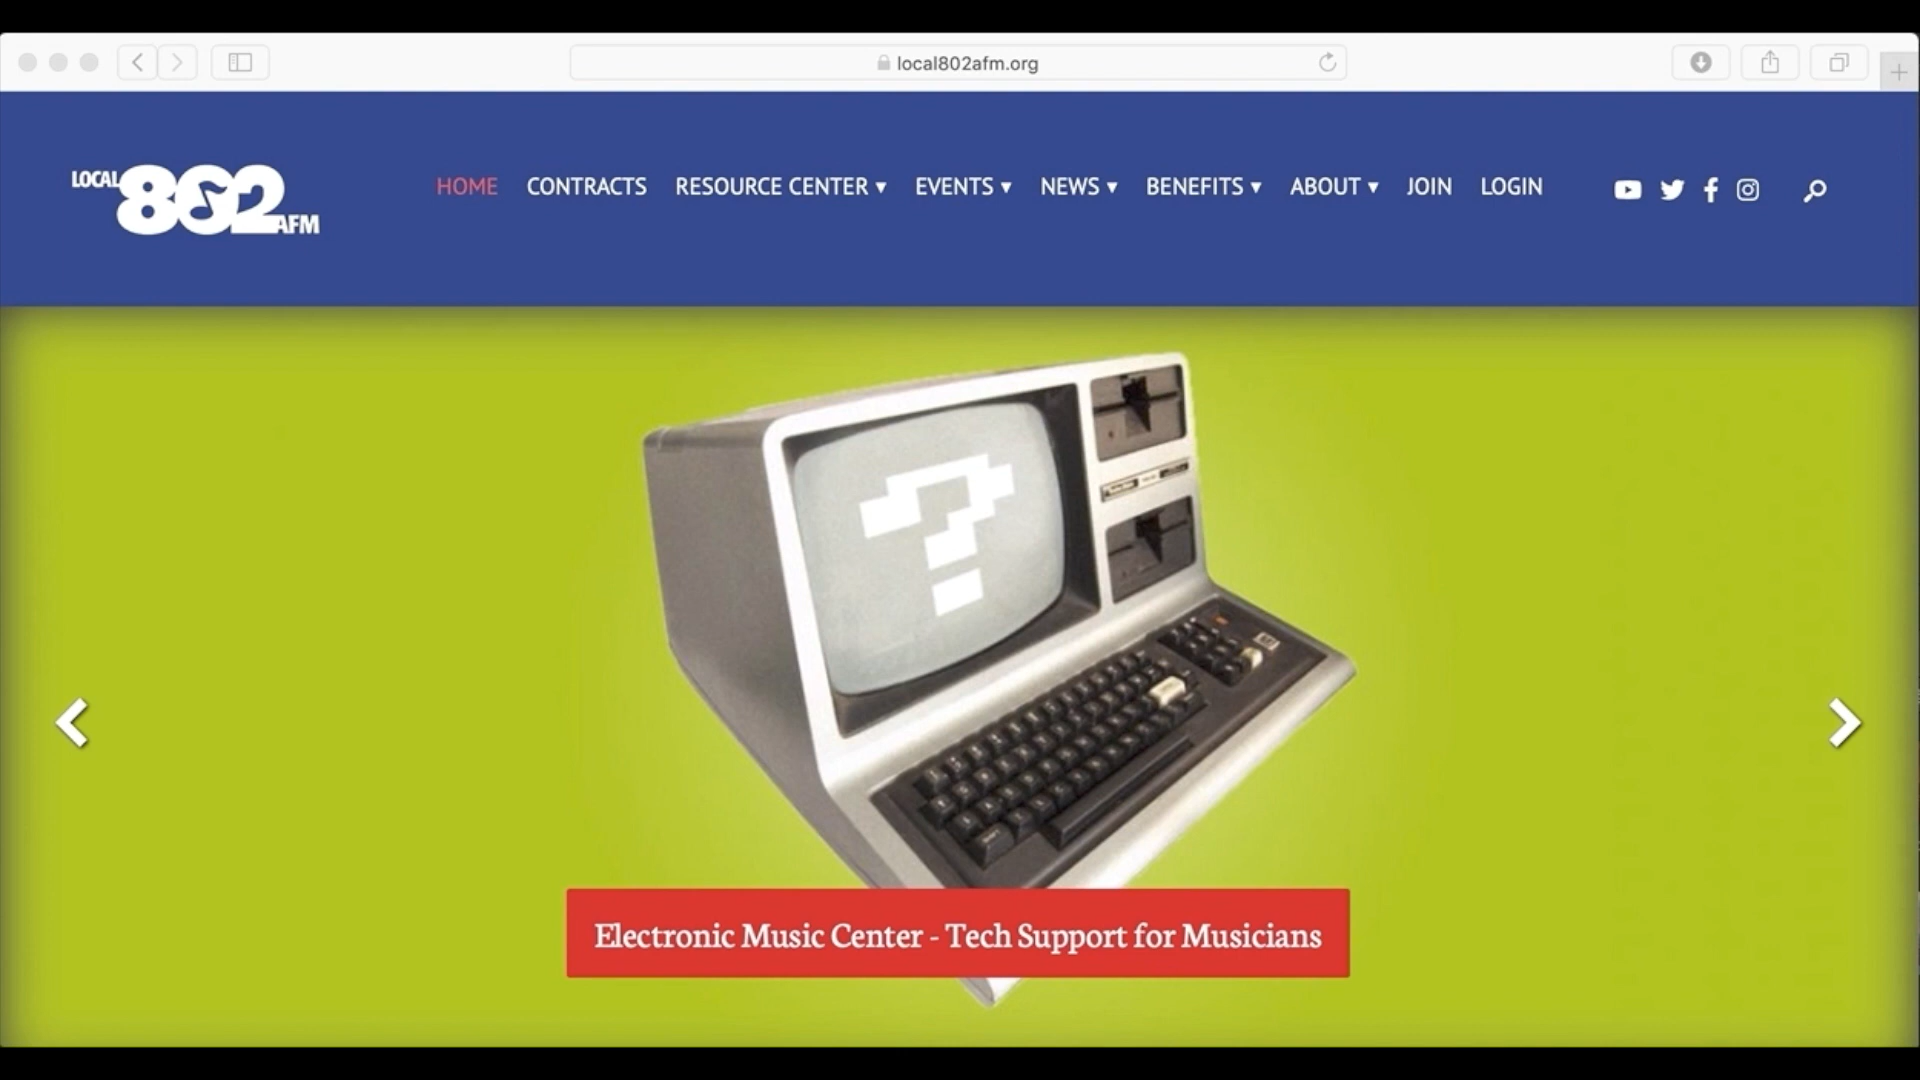 local802afm.org
LOCAL
802
AFM
HOME CONTRACTS RESOURCE CENTER ▾ EVENTS ▾ NEWS ▾ BENEFITS ▾ ABOUT ▾ JOIN LOGIN
?
Electronic Music Center - Tech Support for Musicians